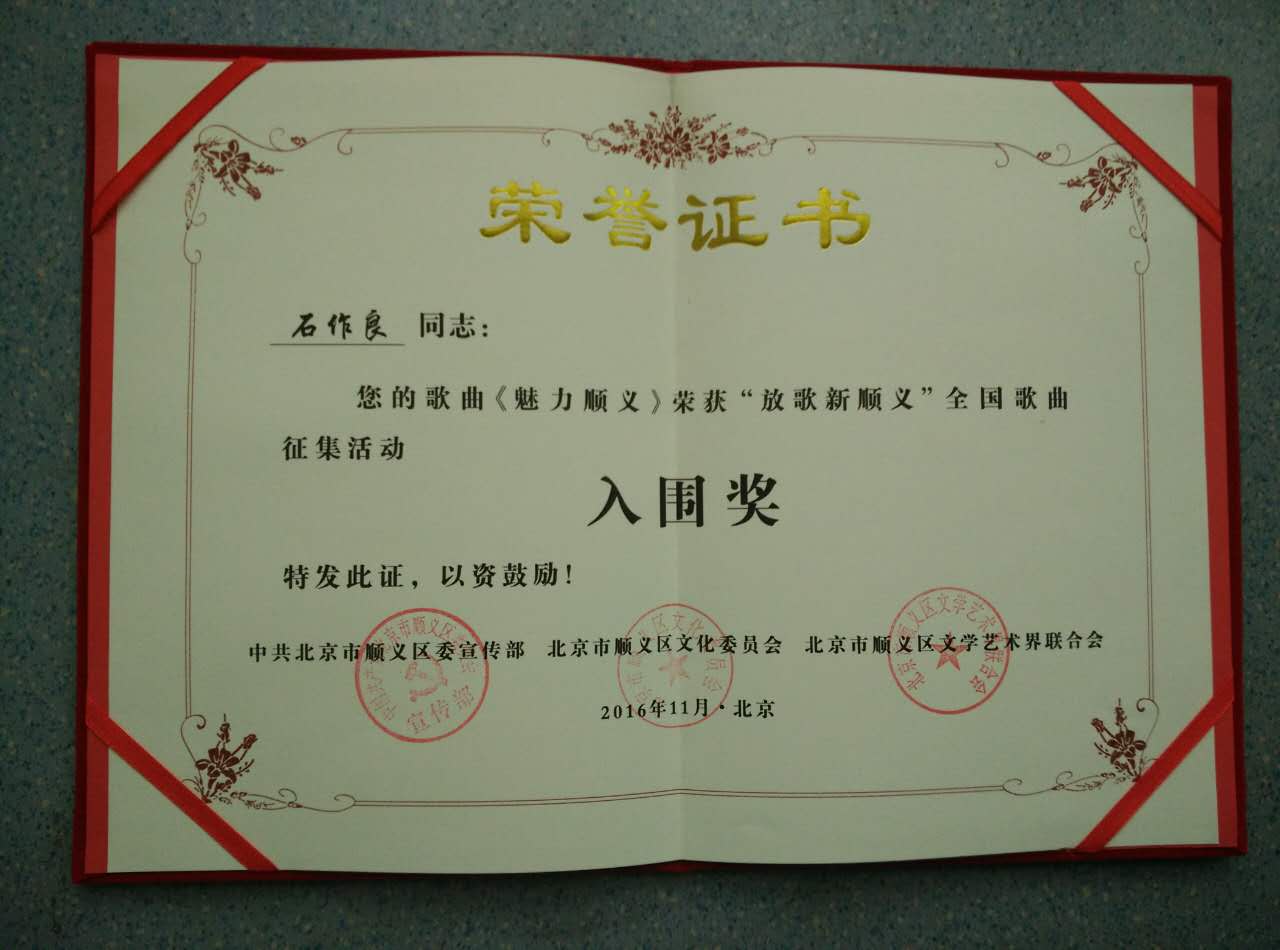 荣誉证书
石作良 同志：
您的歌曲《魅力顺义》荣获“放歌新顺义”全国歌曲
征集活动
入围奖
特发此证，以资鼓励！
中共北京市顺义区委宣传部 北京市顺义区文化委员会 北京市顺义区文学艺术界联合会
2016年11月·北京
宣传部